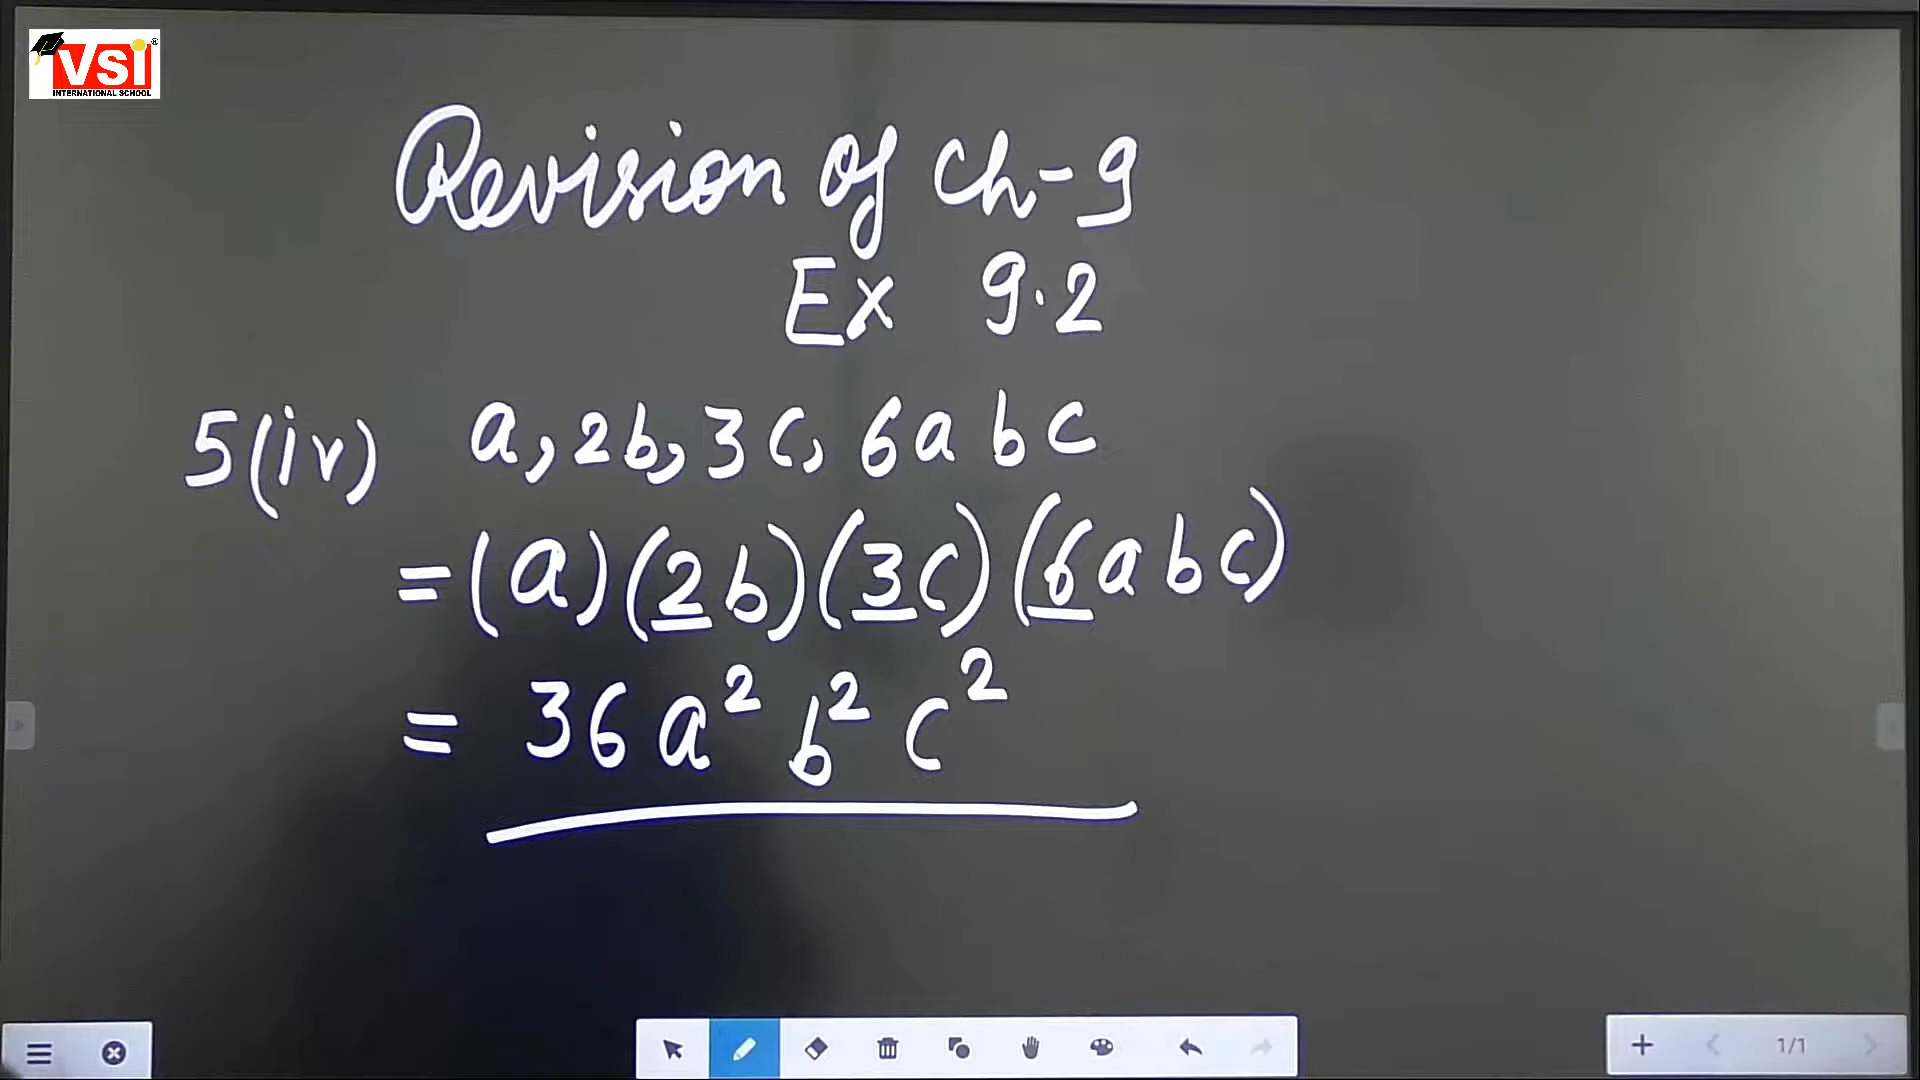 VSI
INTERNATIONAL SCHOOL
Revision of Ch-9
Ex 9.2
5(iv) a, 2b, 3c, 6abc
=(a)(2b)(3c)(6abc)
= 36a²b²c²
1/1